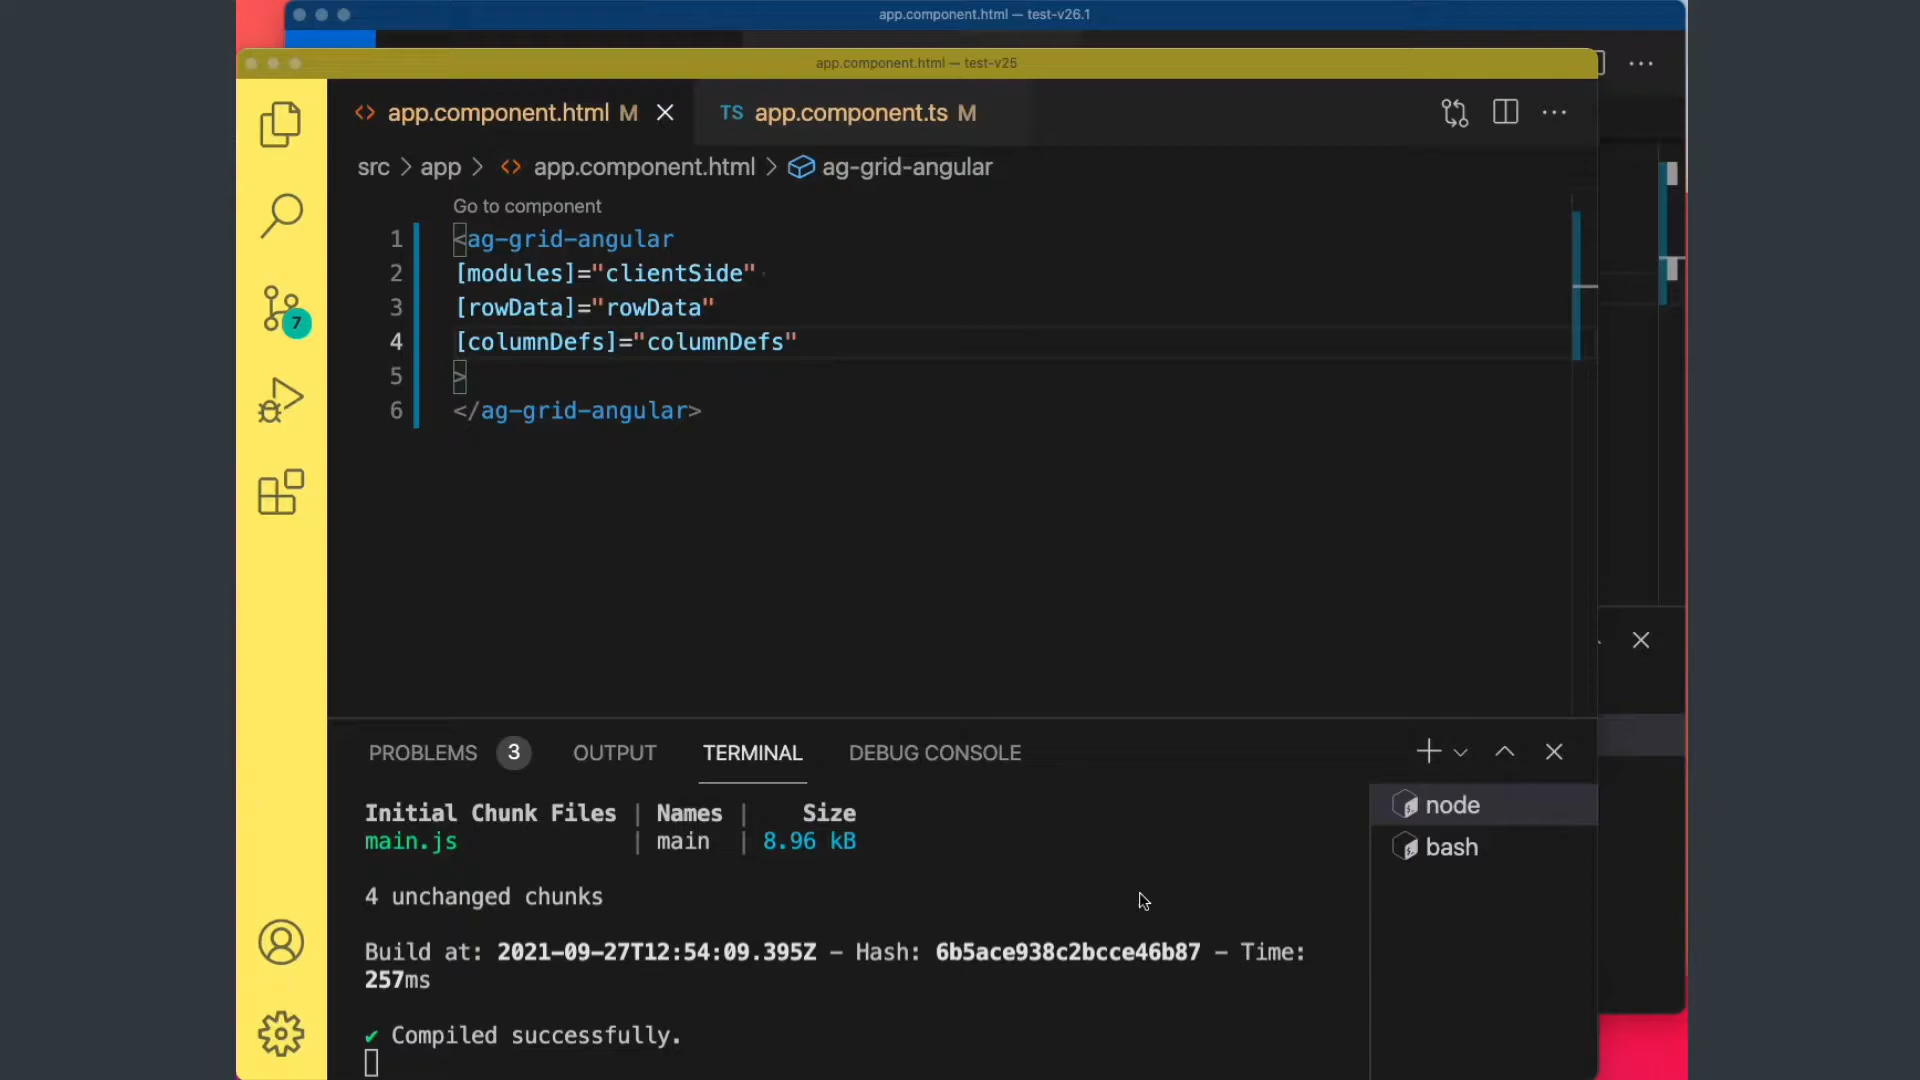 app.component.html — test-v26.1
app.component.html — test-v25
app.component.html M
TS app.component.ts M
src > app > app.component.html > ag-grid-angular
Go to component
1 <ag-grid-angular
2 [modules]="clientSide"
3 [rowData]="rowData"
4 [columnDefs]="columnDefs"
5 >
6 </ag-grid-angular>
7
PROBLEMS 3 OUTPUT TERMINAL DEBUG CONSOLE
Initial Chunk Files | Names | Size
main.js | main | 8.96 kB
4 unchanged chunks
Build at: 2021-09-27T12:54:09.395Z - Hash: 6b5ace938c2bcce46b87 - Time:
257ms
✔ Compiled successfully.
node
bash